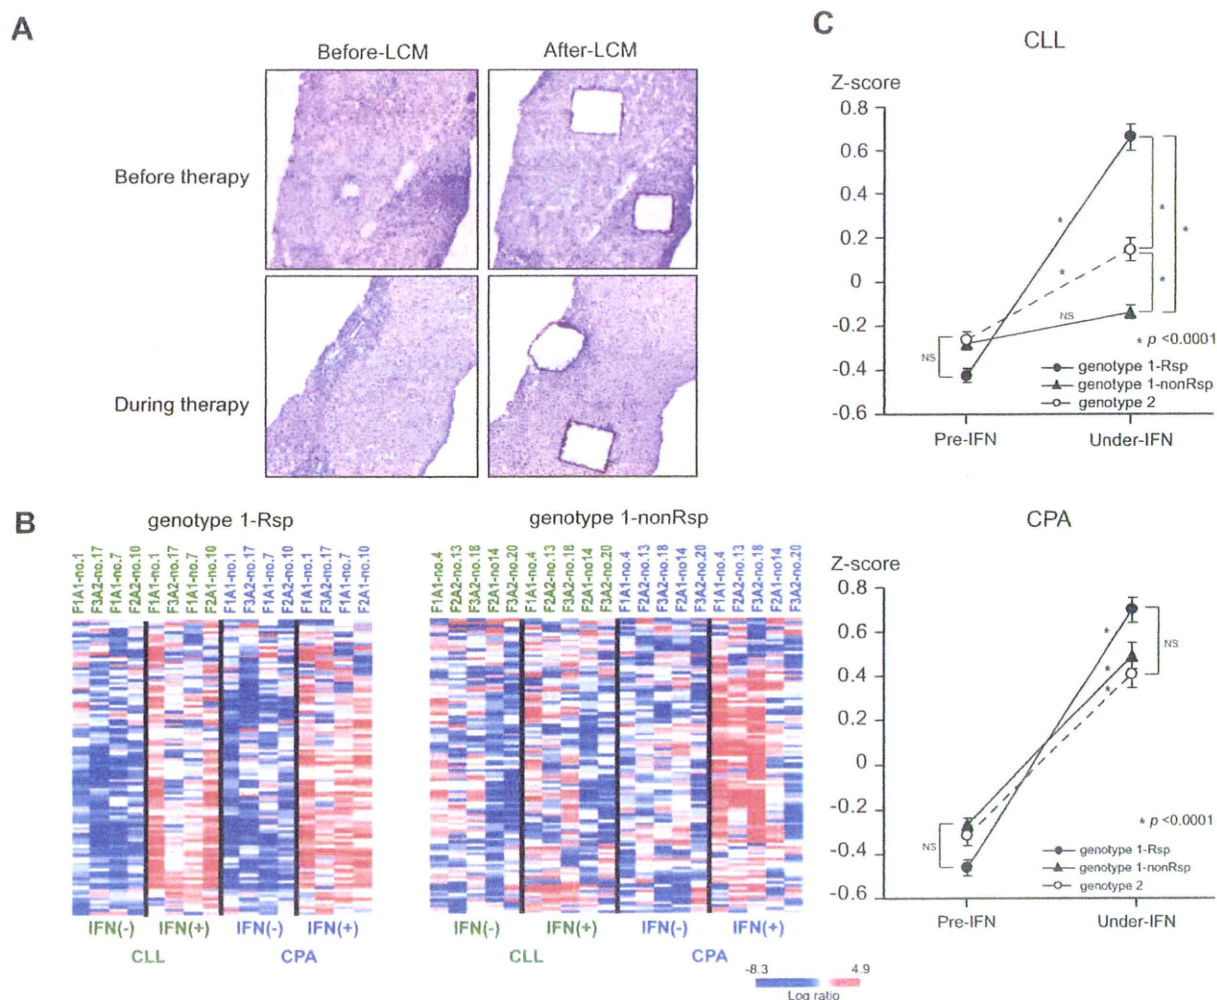 A
Before-LCM
After-LCM
Before therapy
During therapy
B
genotype 1-Rsp
F1A1-no.1
F3A2-no.17
F1A1-no.7
F2A2-no.10
F1A1-no.1
F3A2-no.17
F1A1-no.7
F2A1-no.10
F1A1-no.1
F3A2-no.17
F1A1-no.7
F2A2-no.10
F1A1-no.1
F3A2-no.17
F1A1-no.7
F2A1-no.10
IFN(-)
IFN(+)
IFN(-)
IFN(+)
CLL
CPA
genotype 1-nonRsp
F1A1-no.4
F2A2-no.13
F3A2-no.18
F2A1-no14
F3A2-no.20
F1A1-no.4
F2A2-no.13
F3A2-no.18
F2A1-no14
F3A2-no.20
F1A1-no.4
F2A2-no.13
F3A2-no.18
F2A1-no14
F3A2-no.20
F1A1-no.4
F2A2-no.13
F3A2-no.18
F2A1-no14
F3A2-no.20
IFN(-)
IFN(+)
IFN(-)
IFN(+)
CLL
CPA
-8.3
4.9
Log ratio
C
CLL
Z-score
0.8
0.6
0.4
0.2
0
-0.2
-0.4
-0.6
*
*
NS
NS
*
*
*
* p <0.0001
genotype 1-Rsp
genotype 1-nonRsp
genotype 2
Pre-IFN
Under-IFN
CPA
Z-score
0.8
0.6
0.4
0.2
0
-0.2
-0.4
-0.6
*
*
*
NS
NS
* p <0.0001
genotype 1-Rsp
genotype 1-nonRsp
genotype 2
Pre-IFN
Under-IFN